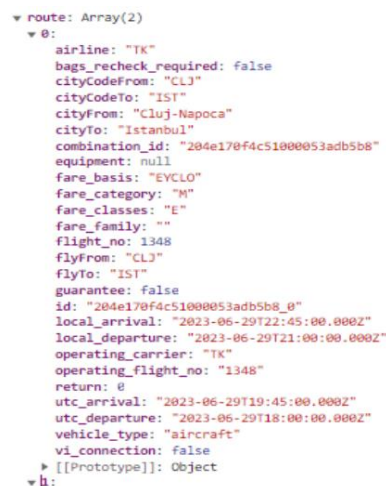 ▼ route: Array(2)
▼ 0:
airline: "TK"
bags_recheck_required: false
cityCodeFrom: "CLJ"
cityCodeTo: "IST"
cityFrom: "Cluj-Napoca"
cityTo: "Istanbul"
combination_id: "204e170f4c51000053adb5b8"
equipment: null
fare_basis: "EYCLO"
fare_category: "M"
fare_classes: "E"
fare_family: ""
flight_no: 1348
flyFrom: "CLJ"
flyTo: "IST"
guarantee: false
id: "204e170f4c51000053adb5b8_0"
local_arrival: "2023-06-29T22:45:00.000Z"
local_departure: "2023-06-29T21:00:00.000Z"
operating_carrier: "TK"
operating_flight_no: "1348"
return: 0
utc_arrival: "2023-06-29T19:45:00.000Z"
utc_departure: "2023-06-29T18:00:00.000Z"
vehicle_type: "aircraft"
vi_connection: false
▶ [[Prototype]]: Object
▼ 1: